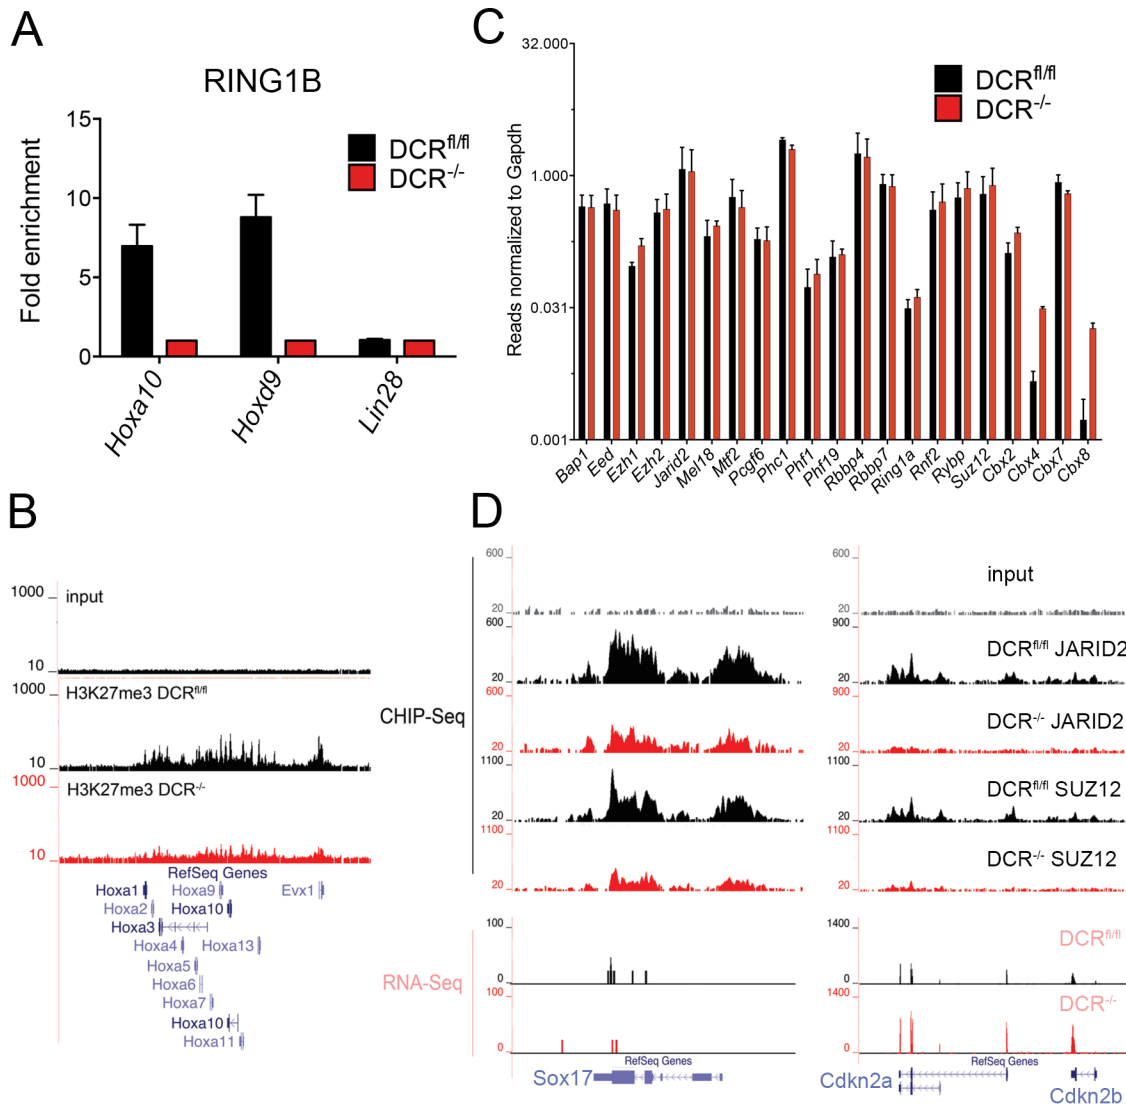 A
RING1B
Fold enrichment
15
10
5
0
DCRfl/fl
DCR-/-
Hoxa10
Hoxd9
Lin28
C
Reads normalized to Gapdh
32.000
1.000
0.031
0.001
DCRfl/fl
DCR-/-
Bap1
Eed
Ezh1
Ezh2
Jarid2
Mel18
Mtf2
Pcgf6
Phc1
Phf1
Phf19
Rbbp4
Rbbp7
Ring1a
Rnf2
Rybp
Suz12
Cbx2
Cbx4
Cbx7
Cbx8
B
1000
input
10
1000
H3K27me3 DCRfl/fl
10
1000
H3K27me3 DCR-/-
10
RefSeq Genes
Hoxa1
Hoxa9
Evx1
Hoxa2
Hoxa10
Hoxa3
Hoxa4
Hoxa13
Hoxa5
Hoxa6
Hoxa7
Hoxa10
Hoxa11
D
CHIP-Seq
600
20
600
20
600
20
1100
20
1100
20
600
input
20
900
DCRfl/fl JARID2
20
900
DCR-/- JARID2
20
1100
DCRfl/fl SUZ12
20
1100
DCR-/- SUZ12
20
RNA-Seq
100
0
100
0
RefSeq Genes
Sox17
1400
DCRfl/fl
0
1400
DCR-/-
0
RefSeq Genes
Cdkn2a
Cdkn2b